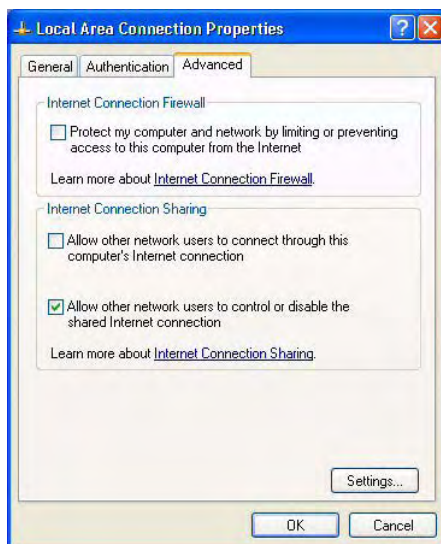 Local Area Connection Properties
General Authentication Advanced
Internet Connection Firewall
Protect my computer and network by limiting or preventing
access to this computer from the Internet
Learn more about Internet Connection Firewall.
Internet Connection Sharing
Allow other network users to connect through this
computer's Internet connection
Allow other network users to control or disable the
shared Internet connection
Learn more about Internet Connection Sharing.
Settings...
OK Cancel